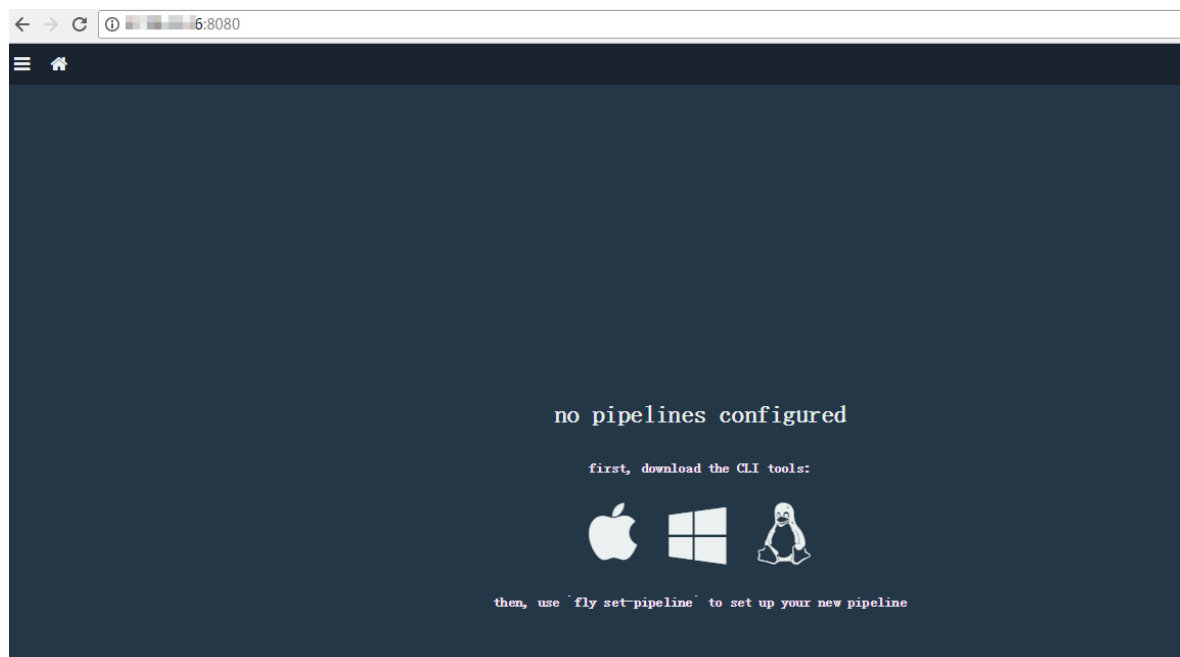 6:8080
no pipelines configured
first, download the CLI tools:
then, use `fly set-pipeline` to set up your new pipeline